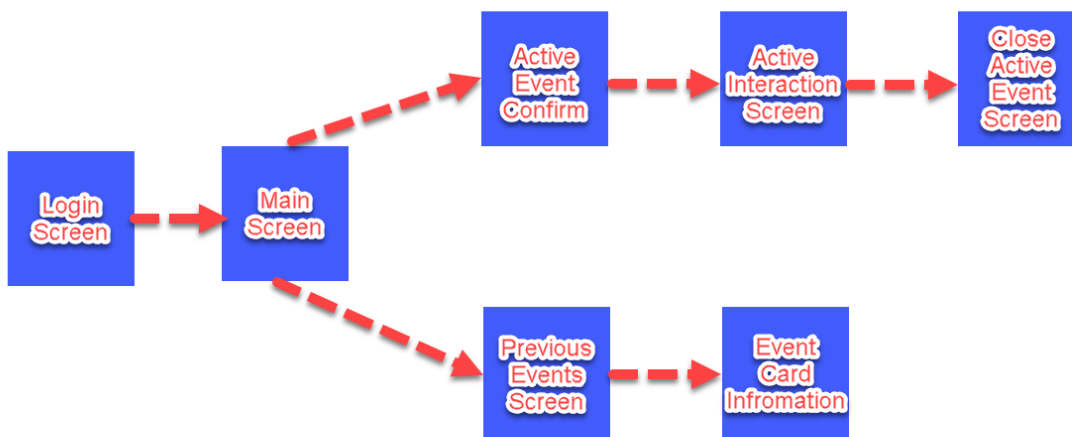 Login
Screen
Main
Screen
Active
Event
Confirm
Active
Interaction
Screen
Close
Active
Event
Screen
Previous
Events
Screen
Event
Card
Infromation